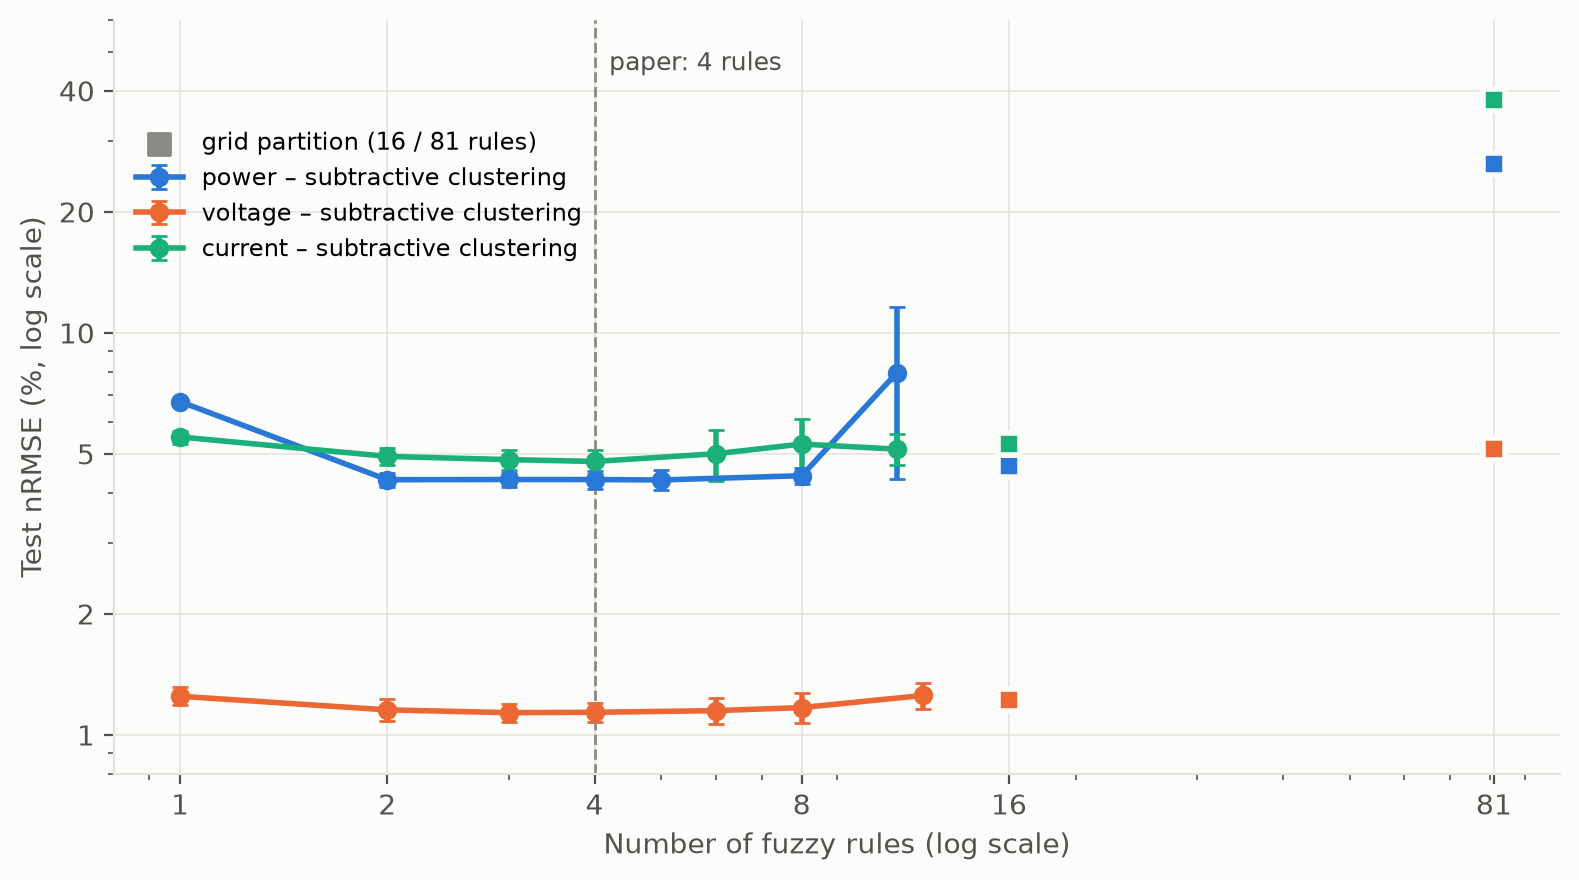 paper: 4 rules
grid partition (16 / 81 rules)
power – subtractive clustering
voltage – subtractive clustering
current – subtractive clustering
Test nRMSE (%, log scale)
40
20
10
5
2
1
1 2 4 8 16 81
Number of fuzzy rules (log scale)